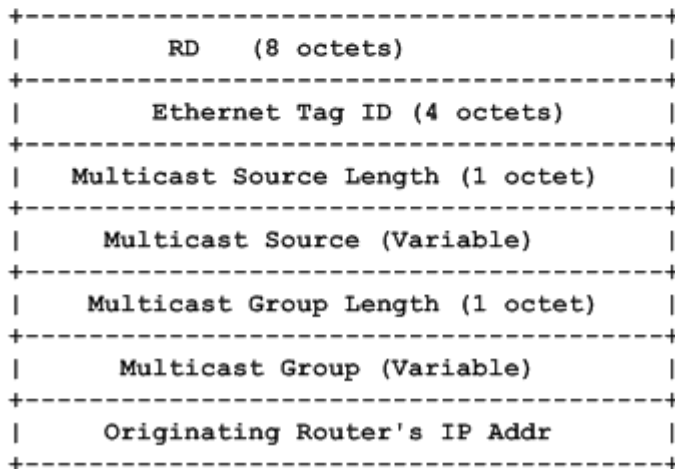 RD (8 octets)
Ethernet Tag ID (4 octets)
Multicast Source Length (1 octet)
Multicast Source (Variable)
Multicast Group Length (1 octet)
Multicast Group (Variable)
Originating Router's IP Addr